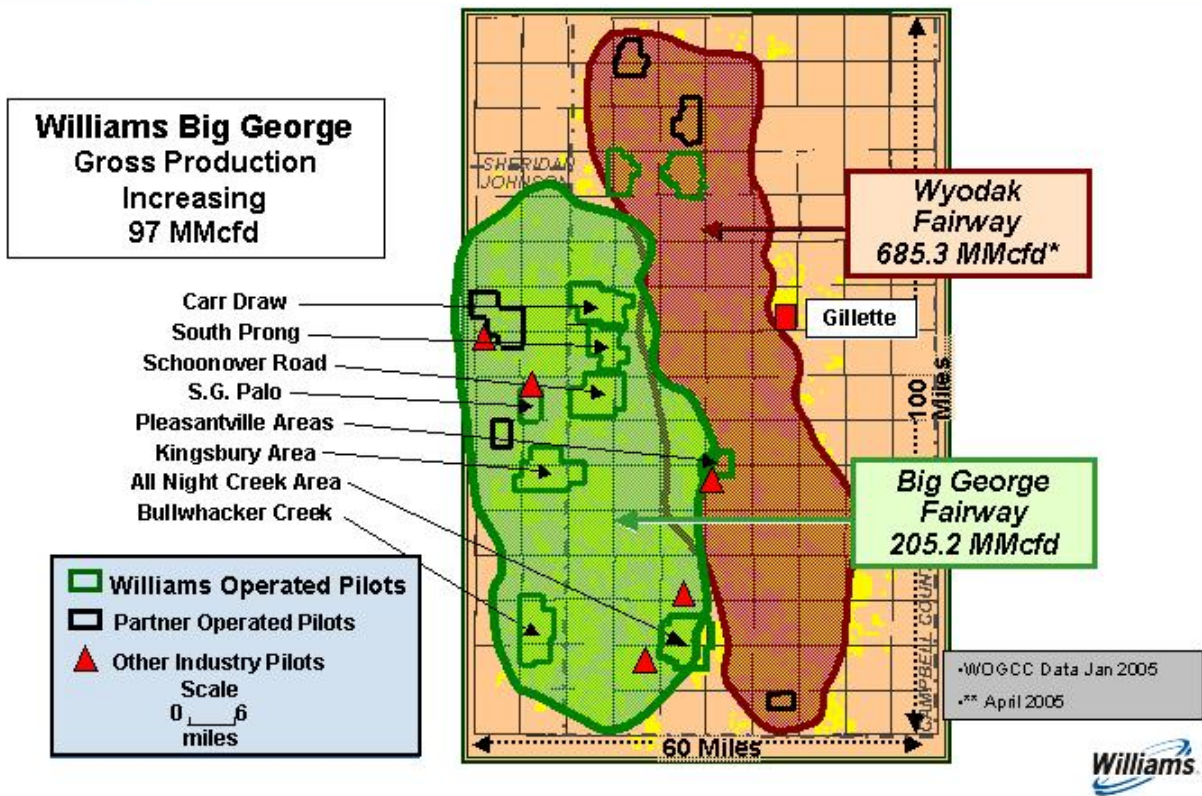 Williams Big George
Gross Production
Increasing
97 MMcfd
SHERIDAN
JOHNSON
Wyodak
Fairway
685.3 MMcfd*
Gillette
Carr Draw
South Prong
Schoonover Road
S.G. Palo
Pleasantville Areas
Kingsbury Area
All Night Creek Area
Bullwhacker Creek
100
Miles
Big George
Fairway
205.2 MMcfd
Williams Operated Pilots
Partner Operated Pilots
Other Industry Pilots
Scale
0 6
miles
CAMPBELL COUN
•WOGCC Data Jan 2005
•** April 2005
60 Miles
Williams